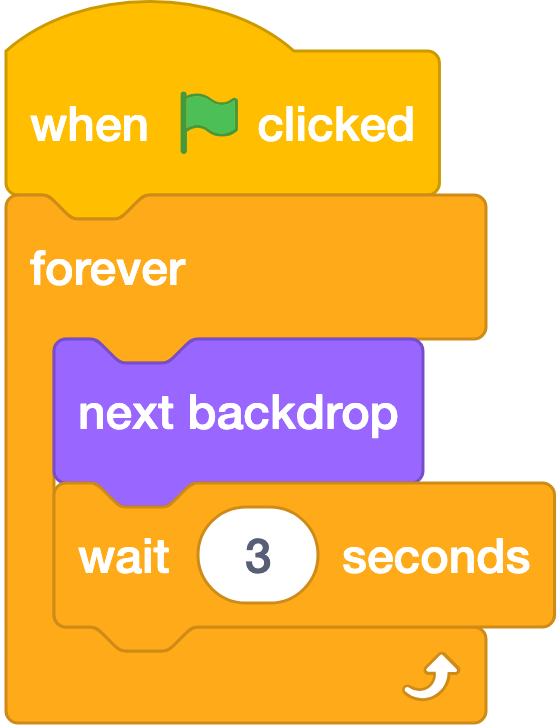 when clicked
forever
next backdrop
wait 3 seconds